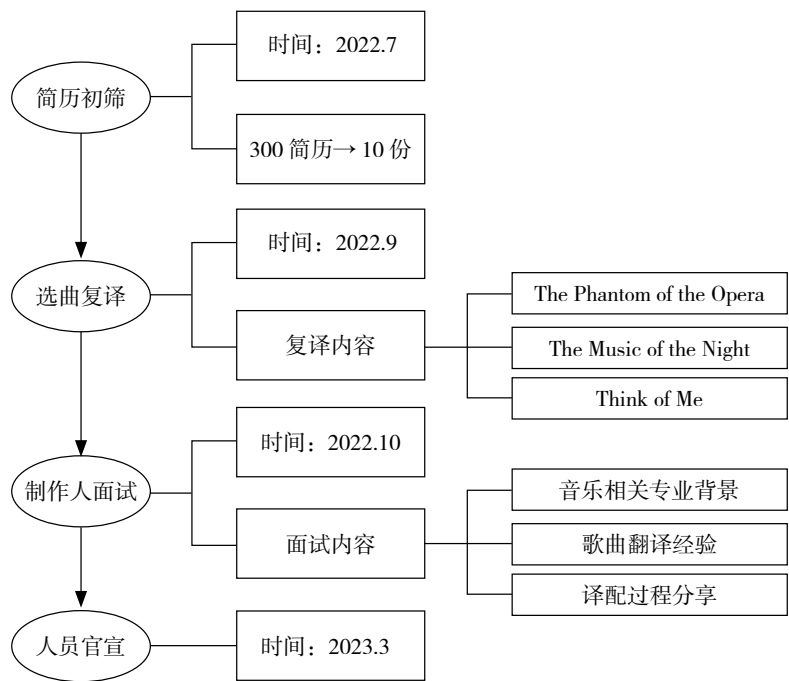 简历初筛
时间：2022.7
300 简历→ 10 份
选曲复译
时间：2022.9
复译内容
The Phantom of the Opera
The Music of the Night
Think of Me
制作人面试
时间：2022.10
面试内容
音乐相关专业背景
歌曲翻译经验
译配过程分享
人员官宣
时间：2023.3